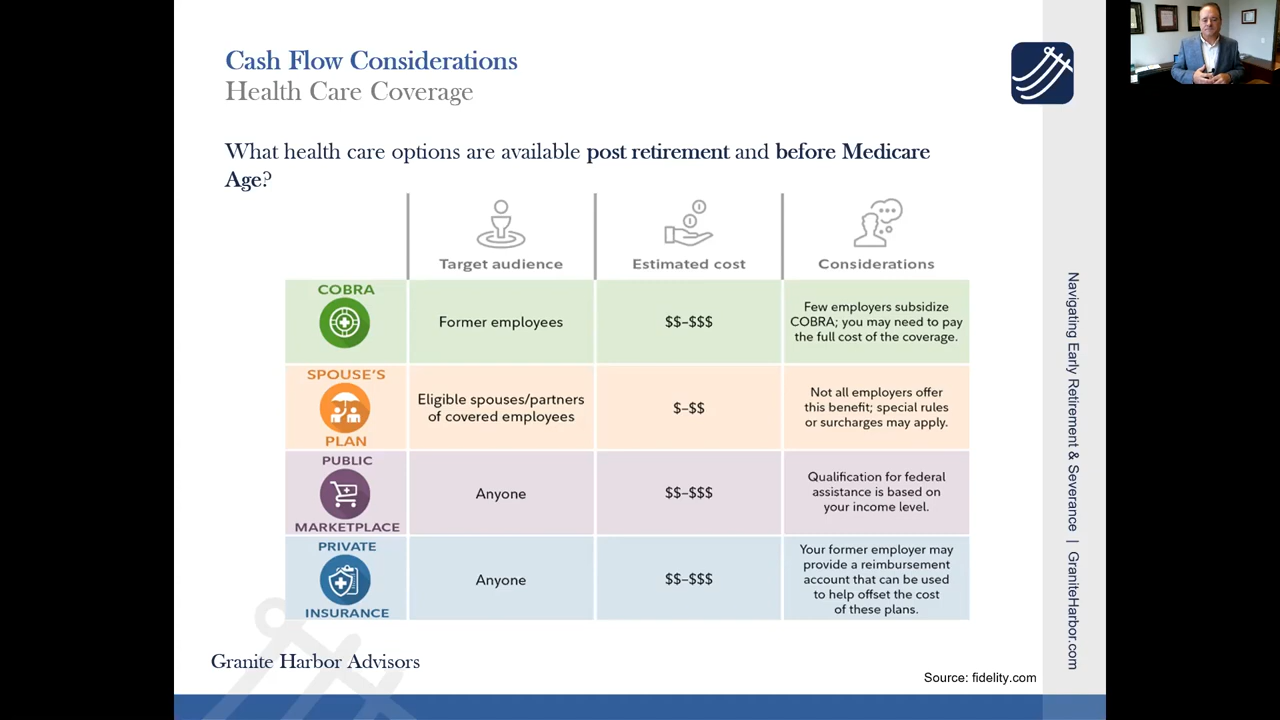 Cash Flow Considerations
Health Care Coverage
What health care options are available post retirement and before Medicare
Age?
Target audience
Estimated cost
Considerations
COBRA
Former employees
$$–$$$
Few employers subsidize
COBRA; you may need to pay
the full cost of the coverage.
SPOUSE'S
PLAN
Eligible spouses/partners
of covered employees
$–$$
Not all employers offer
this benefit; special rules
or surcharges may apply.
PUBLIC
MARKETPLACE
Anyone
$$–$$$
Qualification for federal
assistance is based on
your income level.
PRIVATE
INSURANCE
Anyone
$$–$$$
Your former employer may
provide a reimbursement
account that can be used
to help offset the cost
of these plans.
Granite Harbor Advisors
Source: fidelity.com
Navigating Early Retirement & Severance | GraniteHarbor.com